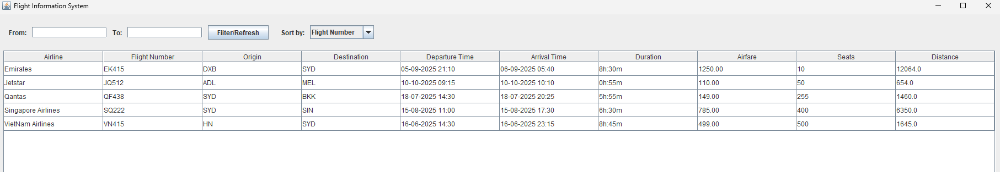 Flight Information System
From: To: Filter/Refresh Sort by: Flight Number
Airline Flight Number Origin Destination Departure Time Arrival Time Duration Airfare Seats Distance
Emirates EK415 DXB SYD 05-09-2025 21:10 06-09-2025 05:40 8h:30m 1250.00 10 12064.0
Jetstar JQ512 ADL MEL 10-10-2025 09:15 10-10-2025 10:10 0h:55m 110.00 50 654.0
Qantas QF438 SYD BKK 18-07-2025 14:30 18-07-2025 20:25 5h:55m 149.00 255 1460.0
Singapore Airlines SQ222 SYD SIN 15-08-2025 11:00 15-08-2025 17:30 6h:30m 785.00 400 6350.0
VietNam Airlines VN415 HN SYD 16-06-2025 14:30 16-06-2025 23:15 8h:45m 499.00 500 1645.0